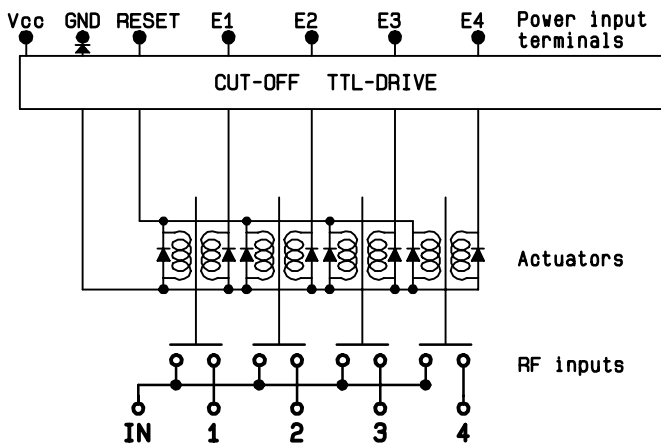 Vcc GND RESET E1 E2 E3 E4 Power input
terminals
CUT-OFF TTL-DRIVE
Actuators
RF inputs
IN 1 2 3 4